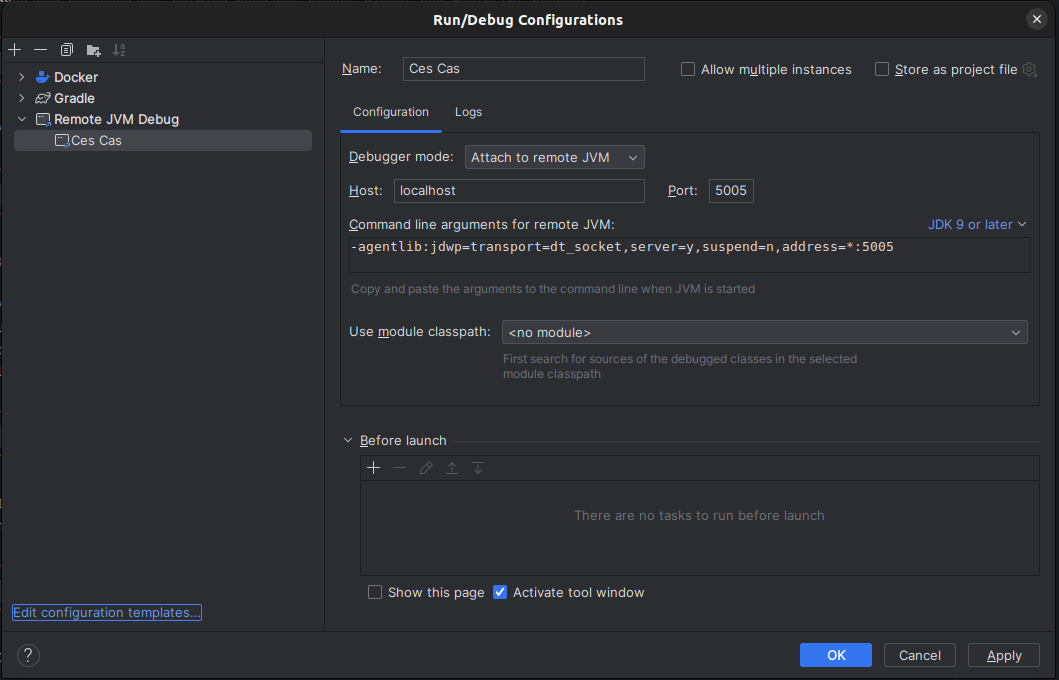 Run/Debug Configurations
Docker
Gradle
Remote JVM Debug
Ces Cas
Edit configuration templates...
Name: Ces Cas
Allow multiple instances
Store as project file
Configuration Logs
Debugger mode: Attach to remote JVM
Host: localhost Port: 5005
Command line arguments for remote JVM: JDK 9 or later
-agentlib:jdwp=transport=dt_socket,server=y,suspend=n,address=*:5005
Copy and paste the arguments to the command line when JVM is started
Use module classpath: <no module>
First search for sources of the debugged classes in the selected
module classpath
Before launch
There are no tasks to run before launch
Show this page Activate tool window
? OK Cancel Apply